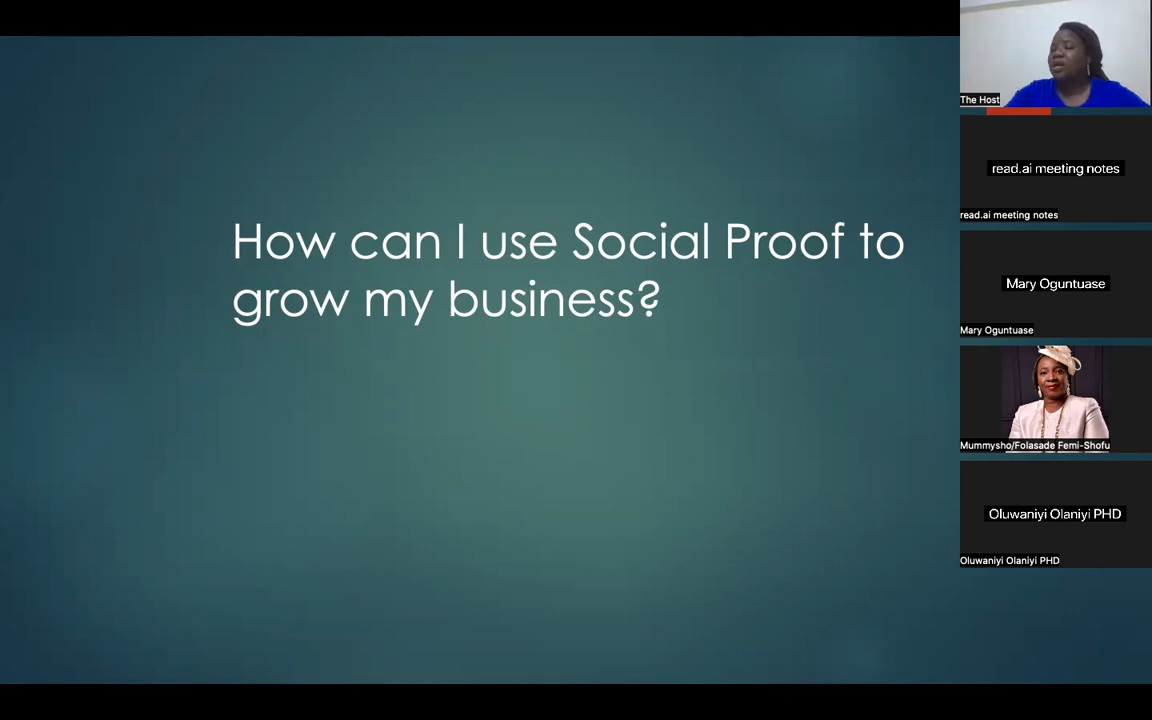 How can I use Social Proof to
grow my business?
The Host
read.ai meeting notes
read.ai meeting notes
Mary Oguntuase
Mary Oguntuase
Mummysho/Folasade Femi-Shofu
Oluwaniyi Olaniyi PHD
Oluwaniyi Olaniyi PHD